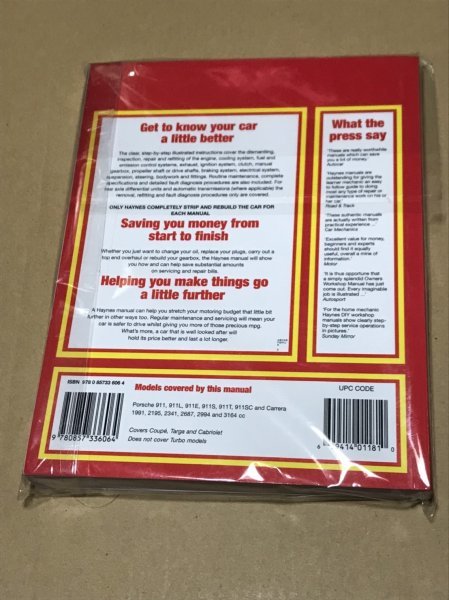 Get to know your car
a little better
The clear, step-by-step illustrated instructions cover the dismantling,
inspection, repair and refitting of the engine, cooling system, fuel and
emission control systems, exhaust, ignition system, clutch, manual
gearbox, propeller shaft or drive shafts, braking system, electrical system,
suspension, steering, bodywork and fittings. Routine maintenance, complete
specifications and detailed fault diagnosis procedures are also included. For
rear axle differential units and automatic transmissions (where applicable) the
removal, refitting and fault diagnosis procedures only are covered.
ONLY HAYNES COMPLETELY STRIP AND REBUILD THE CAR FOR
EACH MANUAL
Saving you money from
start to finish
Whether you just want to change your oil, replace your plugs, carry out a
top end overhaul or rebuild your gearbox, the Haynes manual will show
you how and can help save substantial amounts
on servicing and repair bills.
Helping you make things go
a little further
A Haynes manual can help you stretch your motoring budget that little bit
further in other ways too. Regular maintenance and servicing will mean your
car is safer to drive whilst giving you more of those precious mpg.
What's more, a car that is well looked after will
hold its price better and last a lot longer.
What the
press say
'These are really worthwhile
manuals which can save
you a lot of money'
Autocar
'Haynes manuals are
outstanding for giving the
learner mechanic an easy
to follow guide to doing
most any type of repair or
maintenance work on his or
her car.'
Road & Track
'These authentic manuals
are actually written from
practical experience ...'
Car Mechanics
'Excellent value for money,
beginners and experts
should find it equally
useful; overall a mine of
information.'
Motor
'It is thus opportune that
a simply splendid Owners
Workshop Manual has
just come out. Every imaginable
job is illustrated ...'
Autosport
'For the home mechanic
Haynes DIY workshop
manuals show clearly step-
by-step service operations
in pictures.'
Sunday Mirror
ISBN 978 0 85733 606 4
9 780857 336064
Models covered by this manual
Porsche 911, 911L, 911E, 911S, 911T, 911SC and Carrera
1991, 2195, 2341, 2687, 2994 and 3164 cc
Covers Coupé, Targa and Cabriolet
Does not cover Turbo models
UPC CODE
9414 01181 0